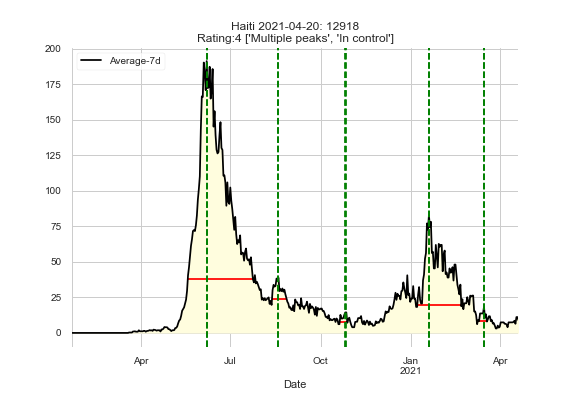 Haiti 2021-04-20: 12918
Rating:4 ['Multiple peaks', 'In control']
Average-7d
200
175
150
125
100
75
50
25
0
Apr
Jul
Oct
Jan
2021
Apr
Date